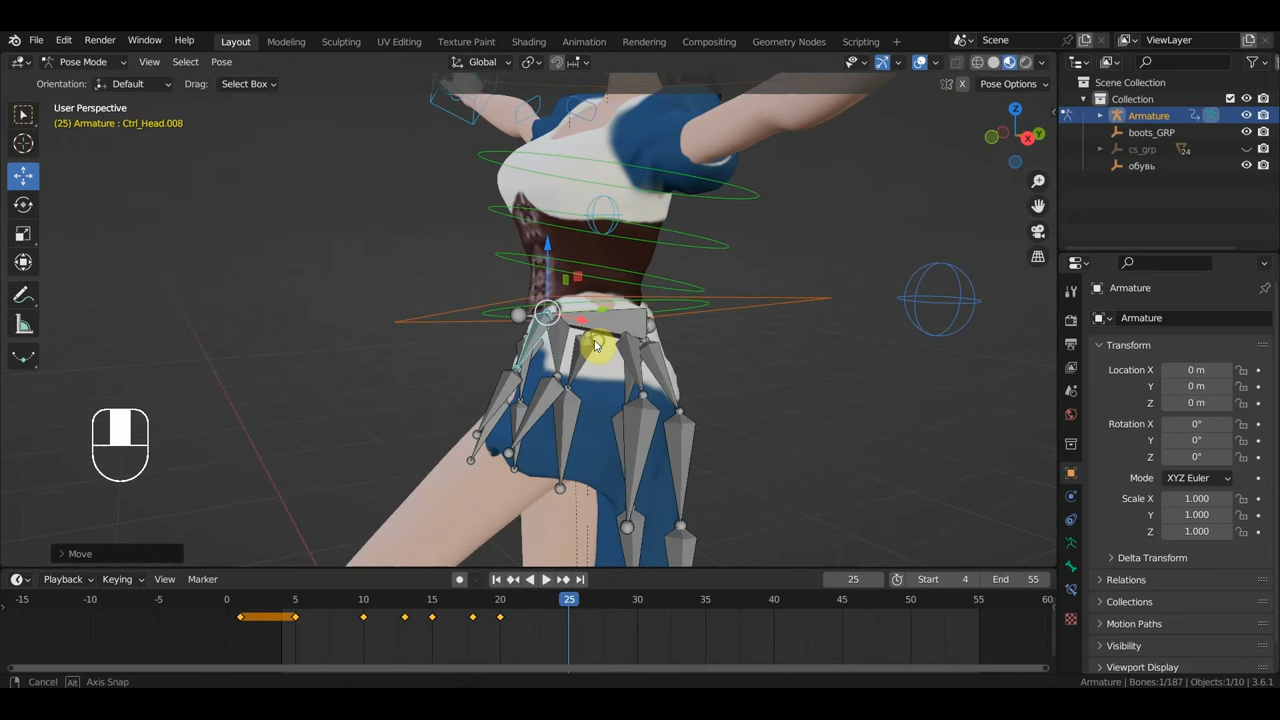 File Edit Render Window Help
Layout Modeling Sculpting UV Editing Texture Paint Shading Animation Rendering Compositing Geometry Nodes Scripting +
Scene
ViewLayer
Pose Mode View Select Pose
Global
Orientation: Default Drag: Select Box
X Pose Options
User Perspective
(25) Armature : Ctrl_Head.008
Z
Y
X
Scene Collection
Collection
Armature
boots_GRP
cs_grp 24
обувь
Armature
Armature
Transform
Location X 0 m
Y 0 m
Z 0 m
Rotation X 0°
Y 0°
Z 0°
Mode XYZ Euler
Scale X 1.000
Y 1.000
Z 1.000
Delta Transform
Relations
Collections
Motion Paths
Visibility
Viewport Display
Move
Playback Keying View Marker
25 Start 4 End 55
-15 -10 -5 0 5 10 15 20 25 30 35 40 45 50 55 60
Cancel Alt Axis Snap
Armature | Bones:1/187 | Objects:1/10 | 3.6.1